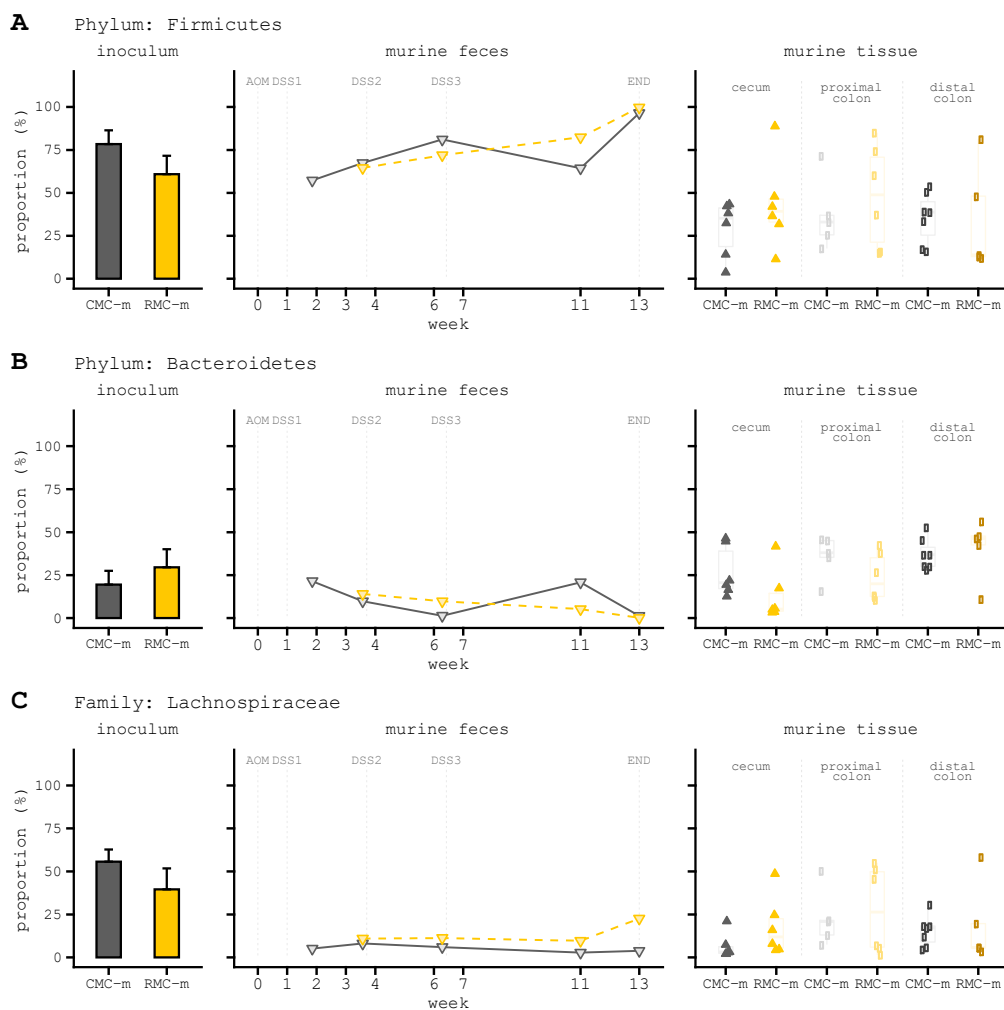 A Phylum: Firmicutes
inoculum murine feces murine tissue
AOM DSS1 DSS2 DSS3 END
cecum proximal colon distal colon
proportion (%)
100
75
50
25
0
CMC-m RMC-m
0 1 2 3 4 6 7 11 13
week
CMC-m RMC-m CMC-m RMC-m CMC-m RMC-m
B Phylum: Bacteroidetes
inoculum murine feces murine tissue
AOM DSS1 DSS2 DSS3 END
cecum proximal colon distal colon
proportion (%)
100
75
50
25
0
CMC-m RMC-m
0 1 2 3 4 6 7 11 13
week
CMC-m RMC-m CMC-m RMC-m CMC-m RMC-m
C Family: Lachnospiraceae
inoculum murine feces murine tissue
AOM DSS1 DSS2 DSS3 END
cecum proximal colon distal colon
proportion (%)
100
75
50
25
0
CMC-m RMC-m
0 1 2 3 4 6 7 11 13
week
CMC-m RMC-m CMC-m RMC-m CMC-m RMC-m